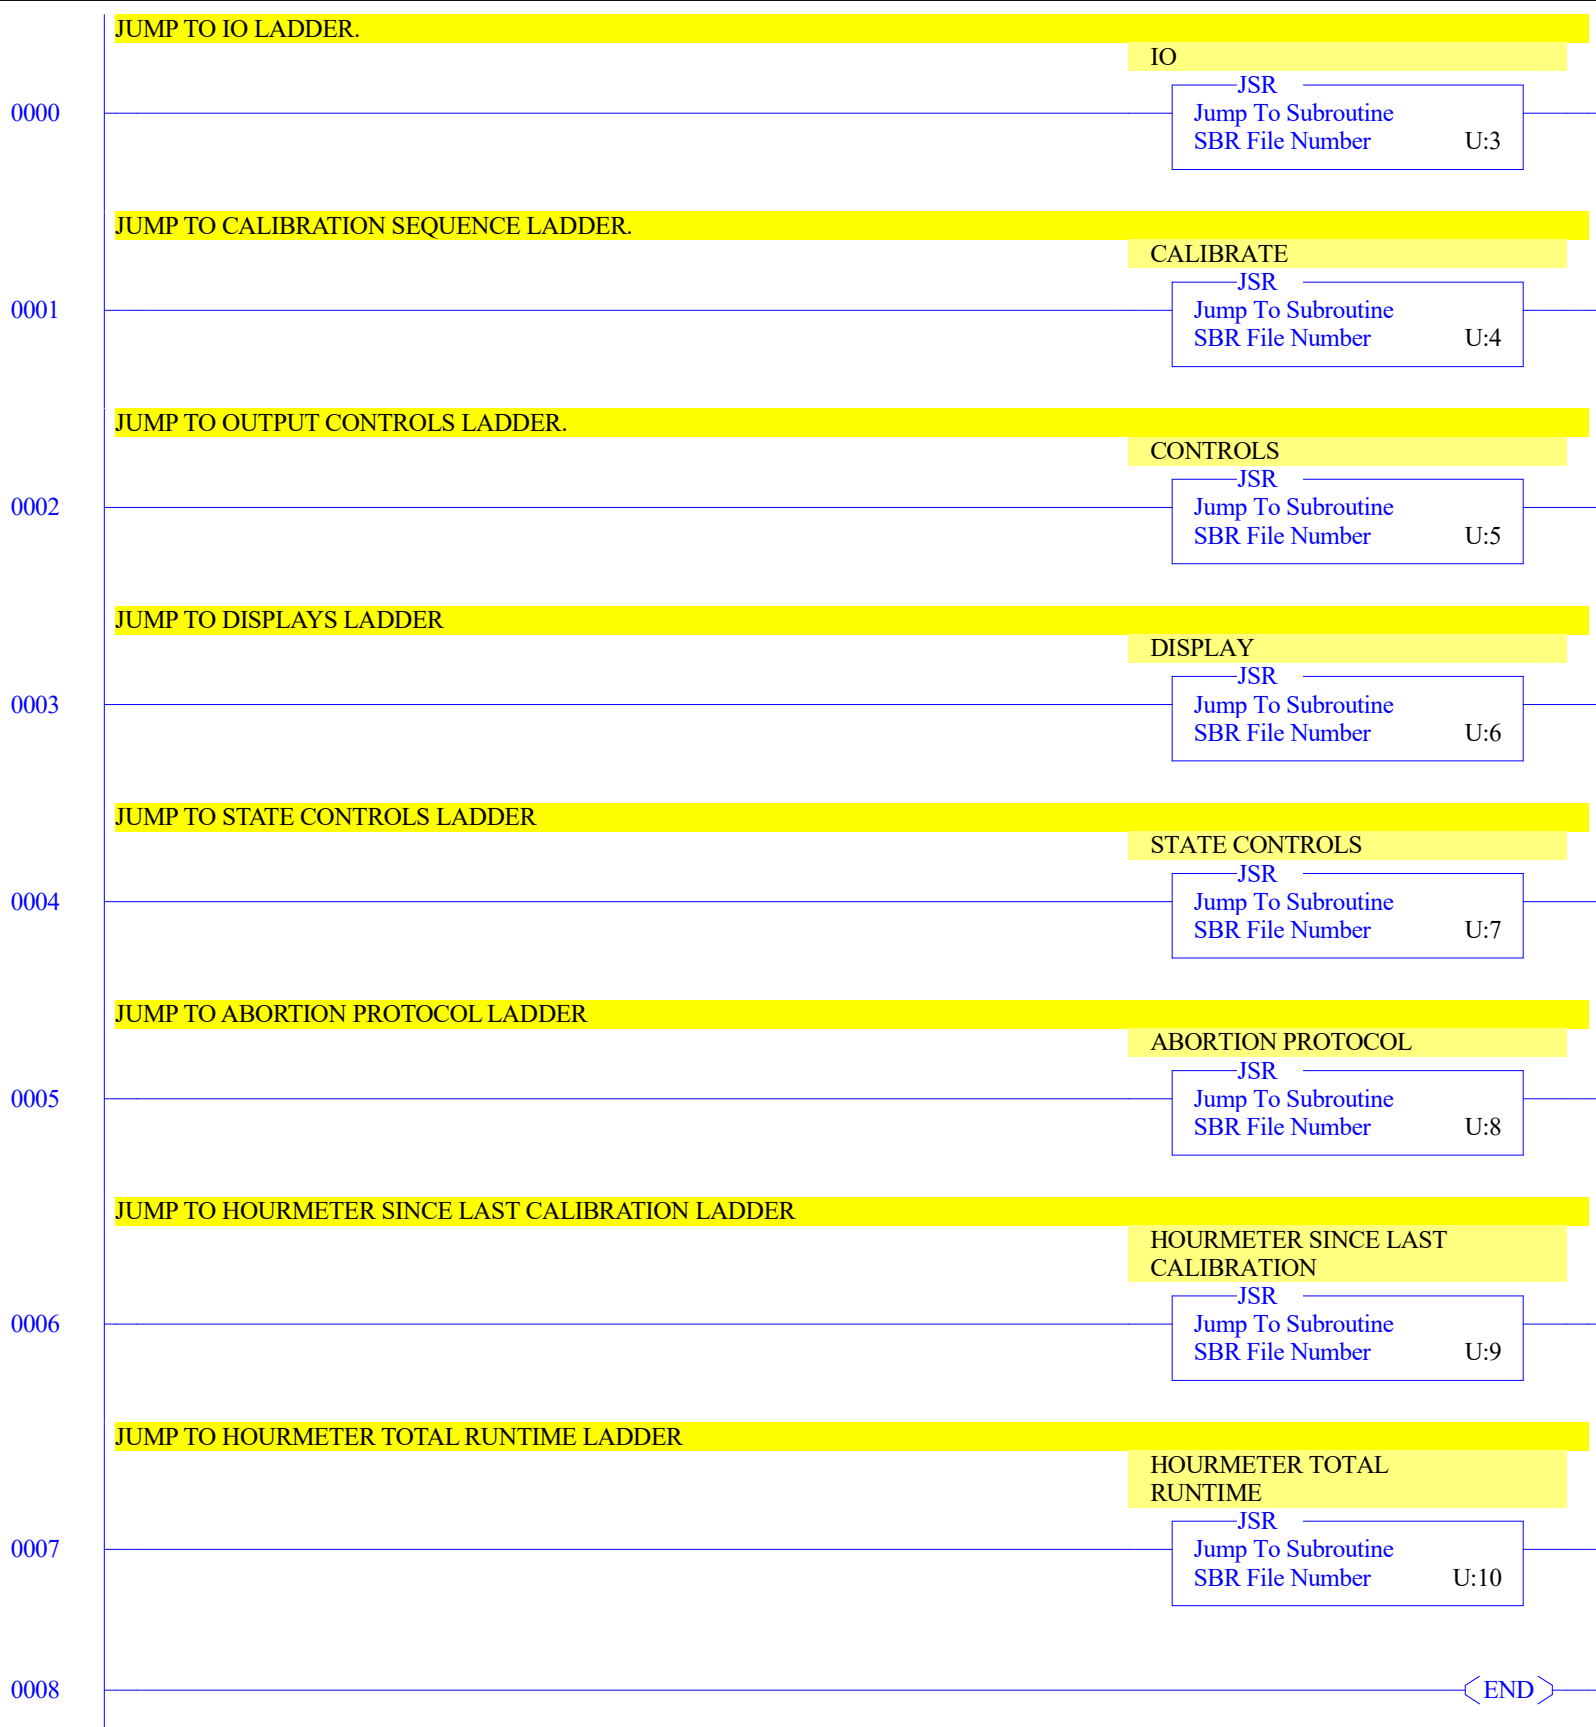 JUMP TO IO LADDER.
IO
JSR
0000
Jump To Subroutine
SBR File Number U:3
JUMP TO CALIBRATION SEQUENCE LADDER.
CALIBRATE
JSR
0001
Jump To Subroutine
SBR File Number U:4
JUMP TO OUTPUT CONTROLS LADDER.
CONTROLS
JSR
0002
Jump To Subroutine
SBR File Number U:5
JUMP TO DISPLAYS LADDER
DISPLAY
JSR
0003
Jump To Subroutine
SBR File Number U:6
JUMP TO STATE CONTROLS LADDER
STATE CONTROLS
JSR
0004
Jump To Subroutine
SBR File Number U:7
JUMP TO ABORTION PROTOCOL LADDER
ABORTION PROTOCOL
JSR
0005
Jump To Subroutine
SBR File Number U:8
JUMP TO HOURMETER SINCE LAST CALIBRATION LADDER
HOURMETER SINCE LAST
CALIBRATION
JSR
0006
Jump To Subroutine
SBR File Number U:9
JUMP TO HOURMETER TOTAL RUNTIME LADDER
HOURMETER TOTAL
RUNTIME
JSR
0007
Jump To Subroutine
SBR File Number U:10
0008
END